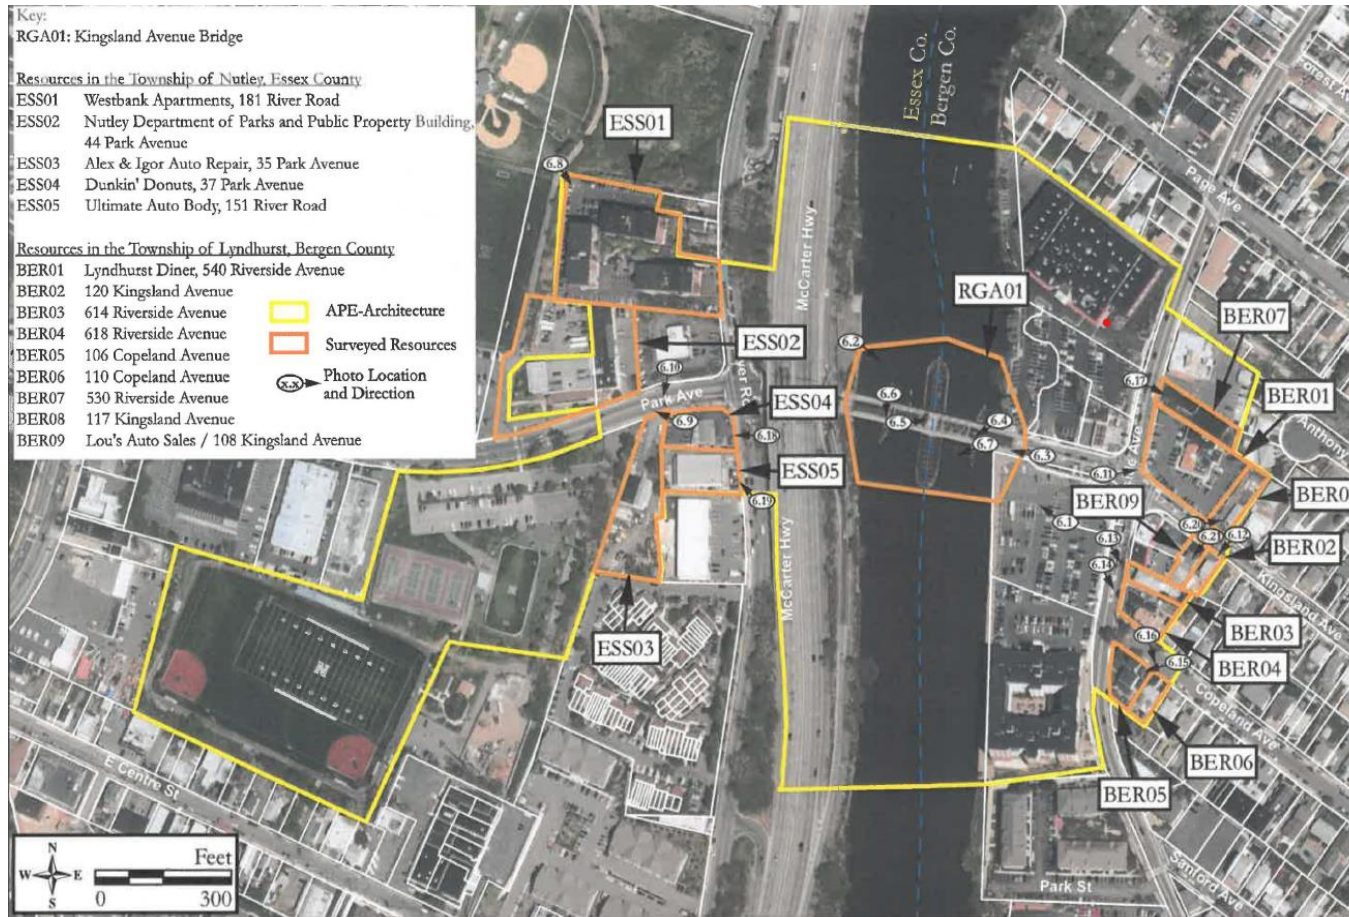 Key:
RGA01: Kingsland Avenue Bridge
Resources in the Township of Nutley, Essex County
ESS01 Westbank Apartments, 181 River Road
ESS02 Nutley Department of Parks and Public Property Building,
44 Park Avenue
ESS03 Alex & Igor Auto Repair, 35 Park Avenue
ESS04 Dunkin' Donuts, 37 Park Avenue
ESS05 Ultimate Auto Body, 151 River Road
Resources in the Township of Lyndhurst, Bergen County
BER01 Lyndhurst Diner, 540 Riverside Avenue
BER02 120 Kingsland Avenue
BER03 614 Riverside Avenue
BER04 618 Riverside Avenue
BER05 106 Copeland Avenue
BER06 110 Copeland Avenue
BER07 530 Riverside Avenue
BER08 117 Kingsland Avenue
BER09 Lou's Auto Sales / 108 Kingsland Avenue
APE-Architecture
Surveyed Resources
x.x Photo Location
and Direction
Essex Co.
Bergen Co.
Forest A
ESS01
6.8
Page Ave
McCarter Hwy
RGA01
BER07
ESS02
6.2
6.10
6.17
BER01
Park Ave
ver Rd
ESS04
6.6
6.9
6.5
6.4
6.18
6.7
6.3
Anthony
e Ave
6.11
ESS05
BER09
BER0
6.19
6.1
6.20
6.21
6.12
BER02
6.13
6.14
Kingsland Ave
McCarter Hwy
BER03
ESS03
6.16
BER04
6.15
Copeland Ave
BER06
BER05
E Centre St
Sanford Ave
Park St
N
W E
S
Feet
0 300